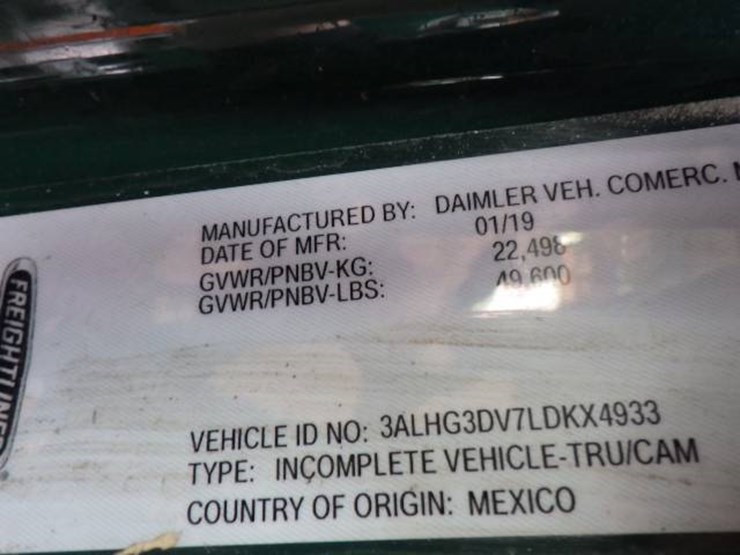 MANUFACTURED BY: DAIMLER VEH. COMERC.
DATE OF MFR: 01/19
GVWR/PNBV-KG: 22,498
GVWR/PNBV-LBS: 49,600
FREIGHTLINER
VEHICLE ID NO: 3ALHG3DV7LDKX4933
TYPE: INCOMPLETE VEHICLE-TRU/CAM
COUNTRY OF ORIGIN: MEXICO